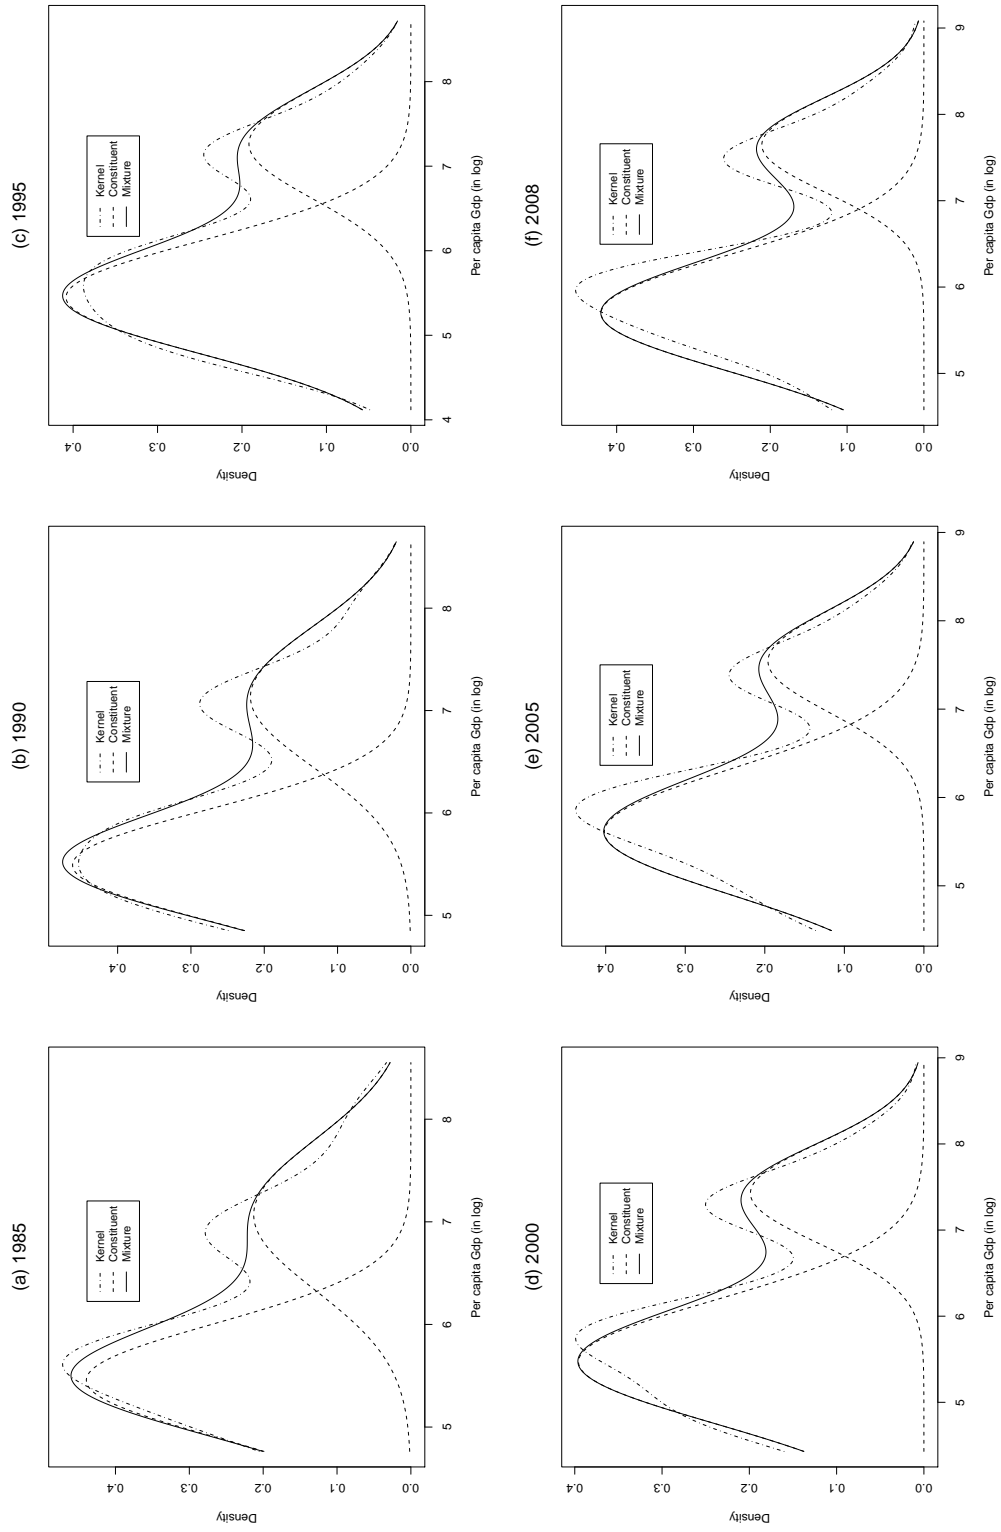 (a) 1985
Kernel
Constituent
Mixture
Density
0.0 0.1 0.2 0.3 0.4
5 6 7 8
Per capita Gdp (in log)
(b) 1990
Kernel
Constituent
Mixture
Density
0.0 0.1 0.2 0.3 0.4
5 6 7 8
Per capita Gdp (in log)
(c) 1995
Kernel
Constituent
Mixture
Density
0.0 0.1 0.2 0.3 0.4
4 5 6 7 8
Per capita Gdp (in log)
(d) 2000
Kernel
Constituent
Mixture
Density
0.0 0.1 0.2 0.3 0.4
5 6 7 8 9
Per capita Gdp (in log)
(e) 2005
Kernel
Constituent
Mixture
Density
0.0 0.1 0.2 0.3 0.4
5 6 7 8 9
Per capita Gdp (in log)
(f) 2008
Kernel
Constituent
Mixture
Density
0.0 0.1 0.2 0.3 0.4
5 6 7 8 9
Per capita Gdp (in log)